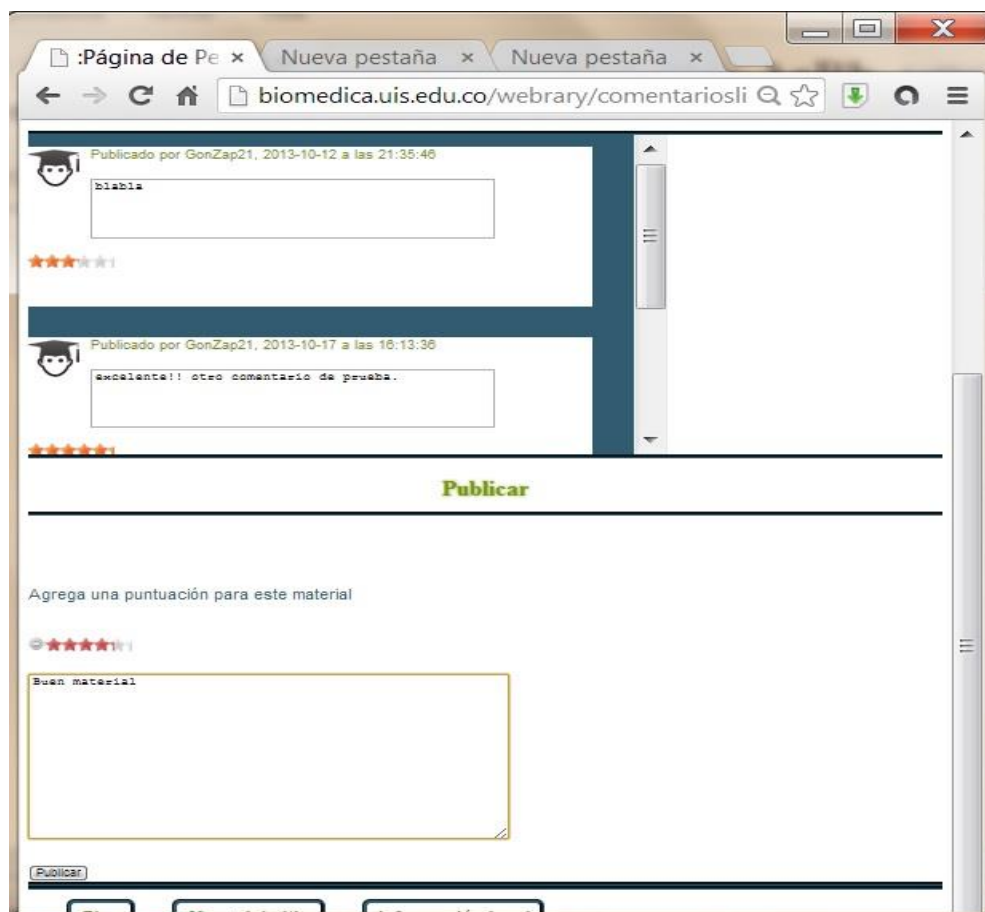 :Página de Pe
Nueva pestaña
Nueva pestaña
biomedica.uis.edu.co/webrary/comentariosli
Publicado por GonZap21, 2013-10-12 a las 21:35:46
blabla
Publicado por GonZap21, 2013-10-17 a las 16:13:36
excelente!! otro comentario de prueba.
Publicar
Agrega una puntuación para este material
Buen material
Publicar